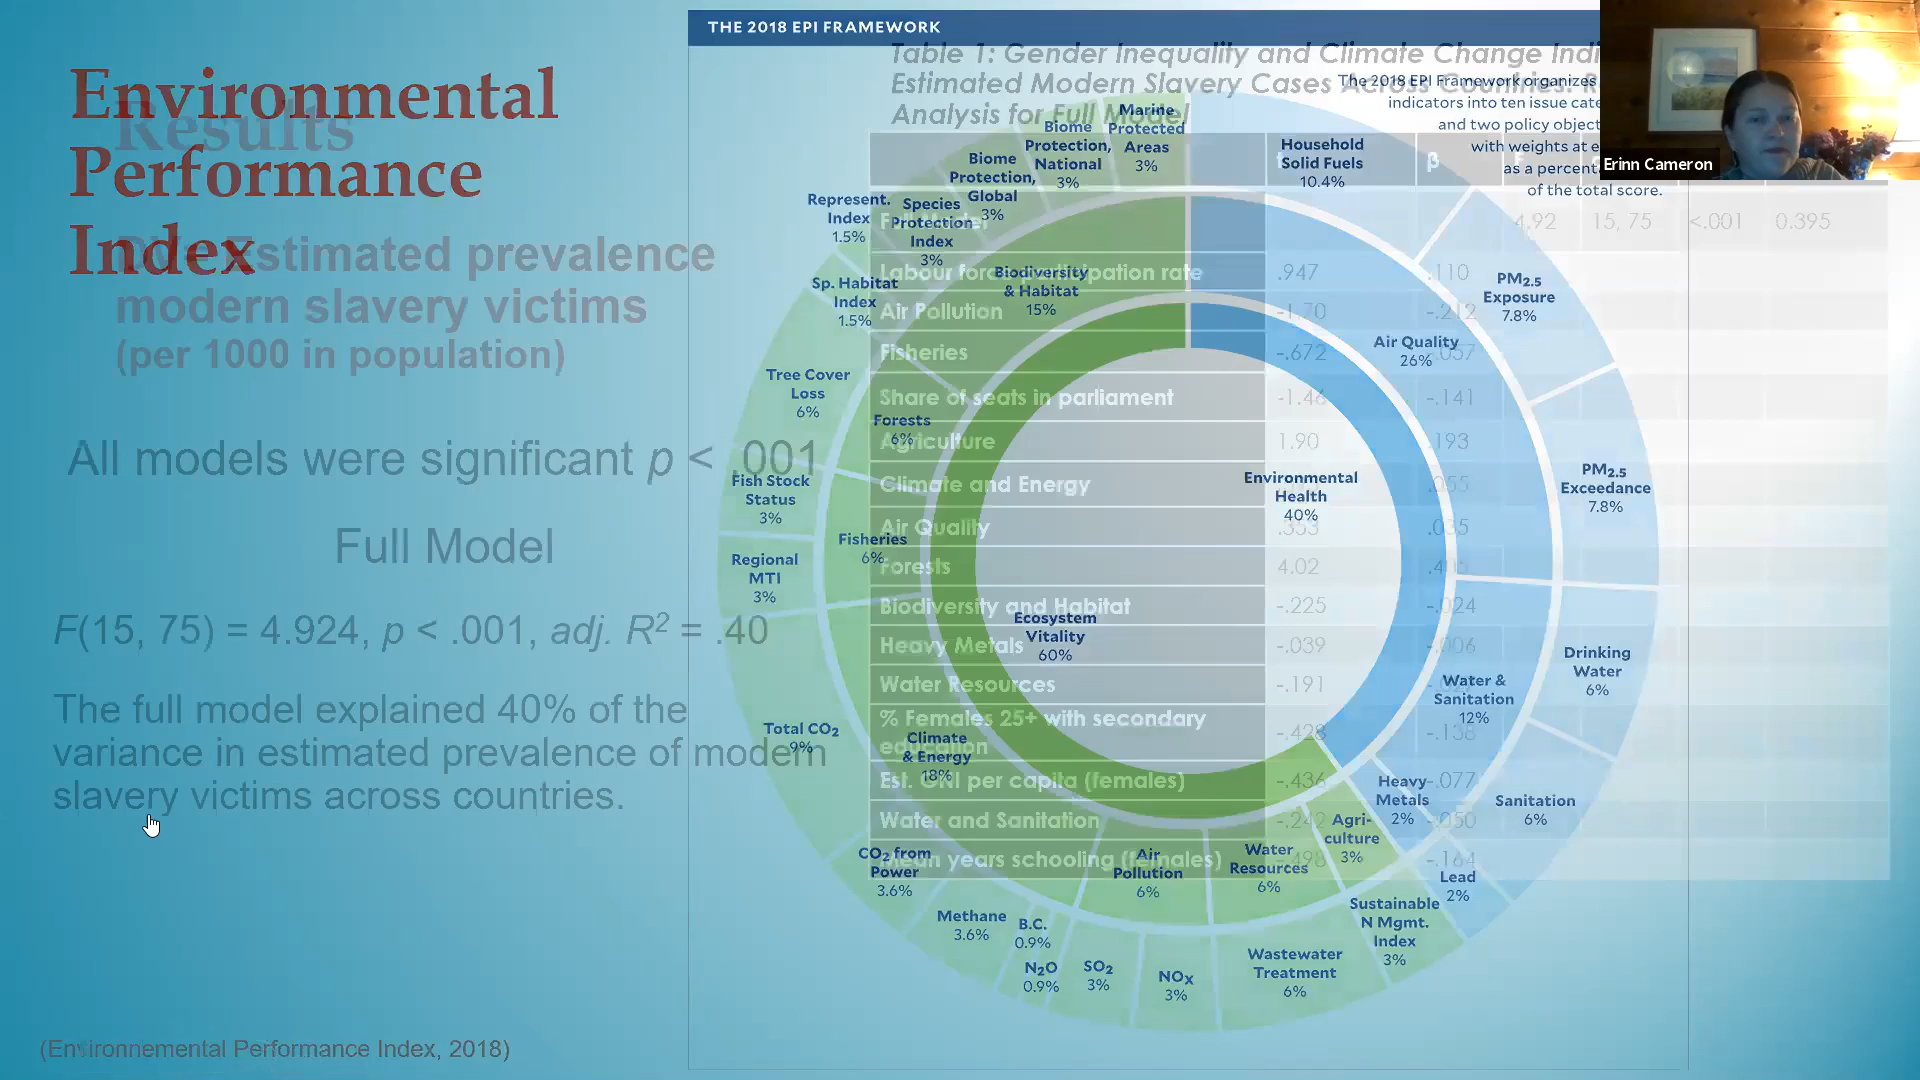 THE 2018 EPI FRAMEWORK
Environmental
Performance
Index
Results
DV: Estimated prevalence
modern slavery victims
(per 1000 in population)
All models were significant p < .001
Full Model
F(15, 75) = 4.924, p < .001, adj. R² = .40
The full model explained 40% of the
variance in estimated prevalence of modern
slavery victims across countries.
(Environnemental Performance Index, 2018)
Table 1: Gender Inequality and Climate Change Indi
Estimated Modern Slavery Cases Across Countries: R
Analysis for Full Model
The 2018 EPI Framework organizes
indicators into ten issue cate
and two policy object
with weights at e
as a percent
of the total score.
Erinn Cameron
β
Full Model 4.92 15, 75 <.001 0.395
Labour force participation rate .947 .110
Air Pollution -1.70 -.212
Fisheries -.672 -.057
Share of seats in parliament -1.46 -.141
Agriculture 1.90 .193
Climate and Energy .055
Air Quality .353 .035
Forests 4.02
Biodiversity and Habitat -.225 -.024
Heavy Metals -.039 -.006
Water Resources -.191
% Females 25+ with secondary
education -.428 -.138
Est. GNI per capita (females) -.436 -.077
Water and Sanitation -.242 -.050
Mean years schooling (females) -.498 -.164
Marine
Protected
Areas
3%
Biome
Protection,
National
3%
Biome
Protection,
Global
3%
Species
Protection
Index
3%
Represent.
Index
1.5%
Sp. Habitat
Index
1.5%
Biodiversity
& Habitat
15%
Tree Cover
Loss
6%
Forests
6%
Fish Stock
Status
3%
Regional
MTI
3%
Fisheries
6%
Ecosystem
Vitality
60%
Total CO₂
9%
Climate
& Energy
18%
CO₂ from
Power
3.6%
Methane
3.6%
B.C.
0.9%
N₂O
0.9%
SO₂
3%
NOx
3%
Air
Pollution
6%
Water
Resources
6%
Wastewater
Treatment
6%
Agri-
culture
3%
Sustainable
N Mgmt.
Index
3%
Household
Solid Fuels
10.4%
PM2.5
Exposure
7.8%
Air Quality
26%
PM2.5
Exceedance
7.8%
Environmental
Health
40%
Drinking
Water
6%
Water &
Sanitation
12%
Sanitation
6%
Heavy
Metals
2%
Lead
2%